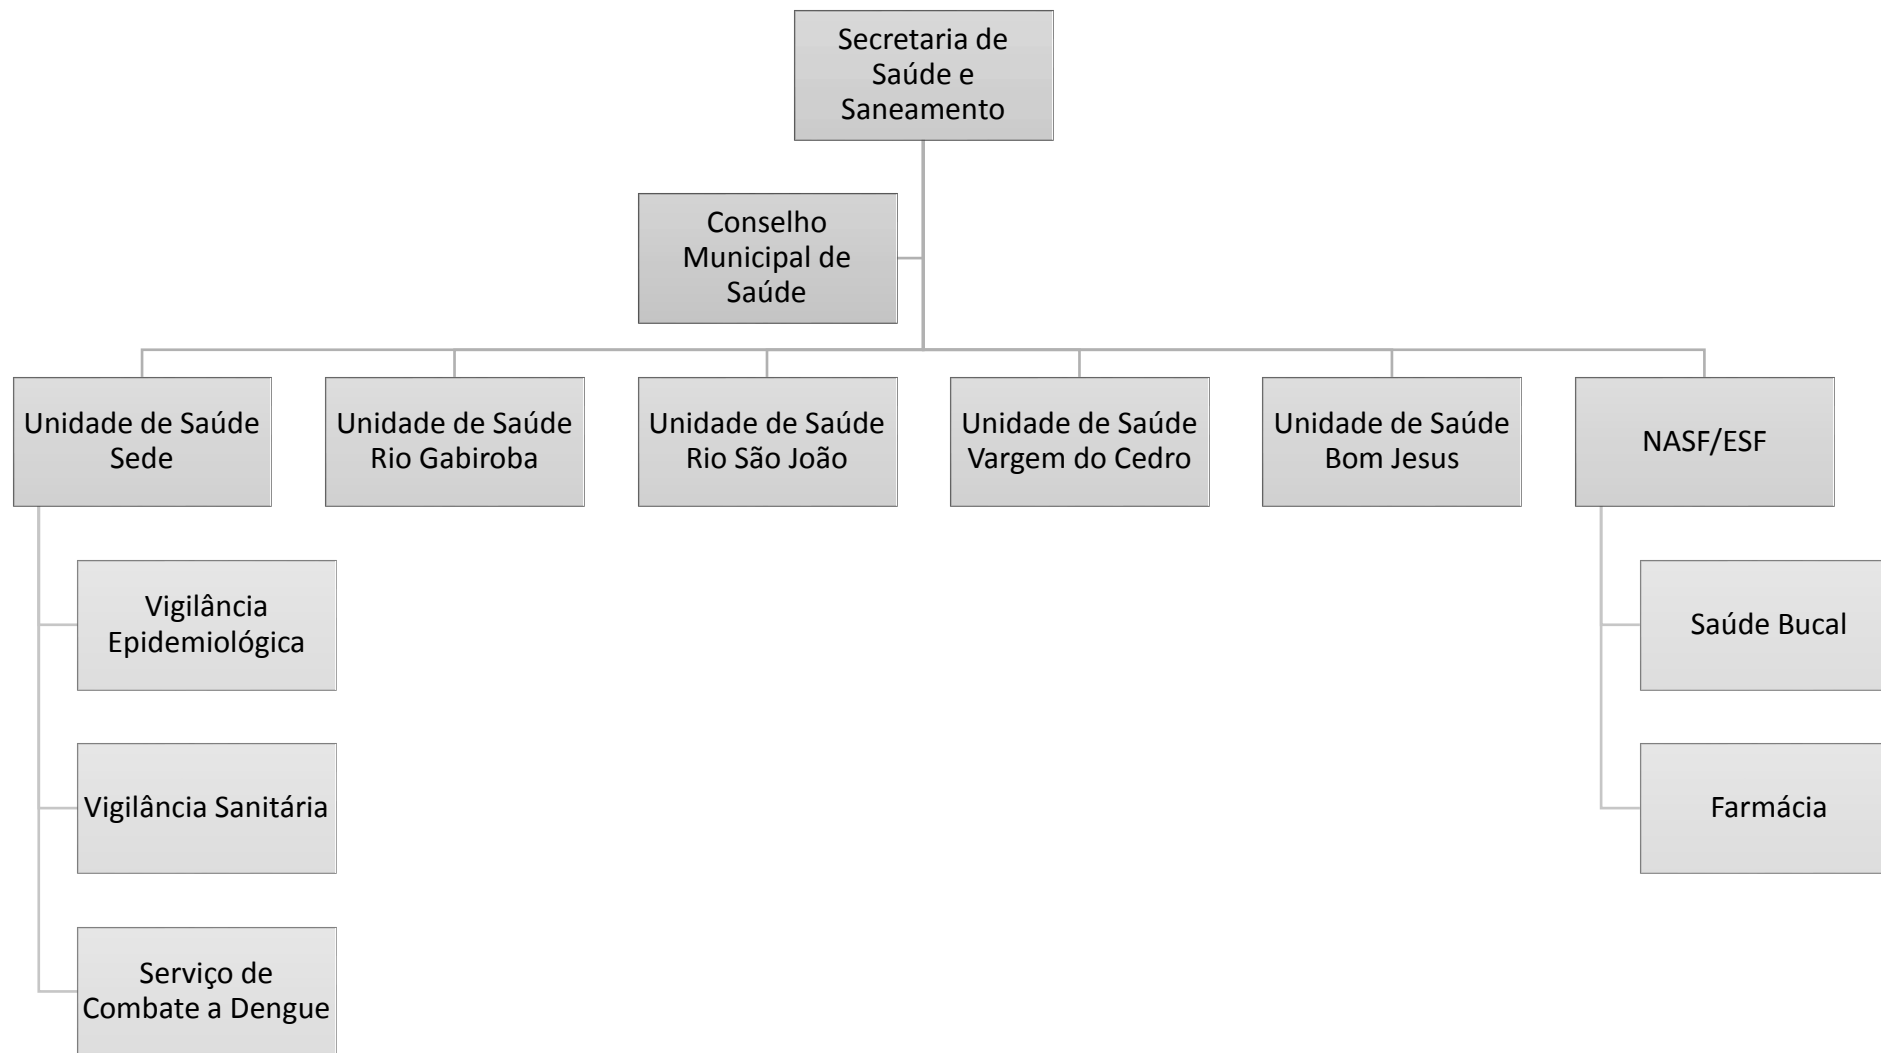 Secretaria de
Saúde e
Saneamento
Conselho
Municipal de
Saúde
Unidade de Saúde
Sede
Unidade de Saúde
Rio Gabiroba
Unidade de Saúde
Rio São João
Unidade de Saúde
Vargem do Cedro
Unidade de Saúde
Bom Jesus
NASF/ESF
Vigilância
Epidemiológica
Vigilância Sanitária
Serviço de
Combate a Dengue
Saúde Bucal
Farmácia